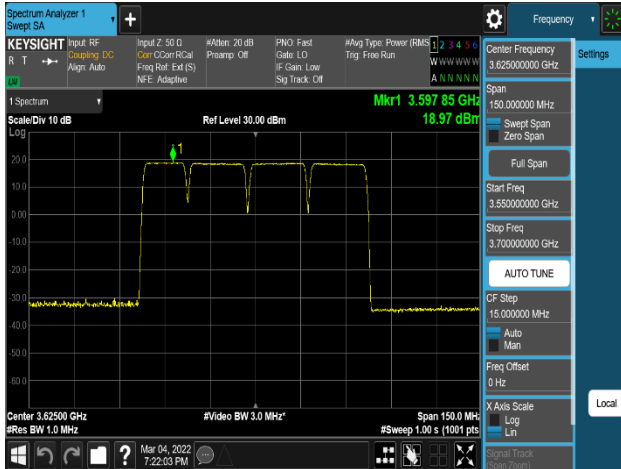 Spectrum Analyzer 1
Swept SA
+
Frequency
KEYSIGHT
R T
LV
Input: RF
Coupling: DC
Align: Auto
Input Z: 50 Ω
Corr CCorr RCal
Freq Ref: Ext (S)
NFE: Adaptive
#Atten: 20 dB
Preamp: Off
PNO: Fast
Gate: LO
IF Gain: Low
Sig Track: Off
#Avg Type: Power (RMS
Trig: Free Run
1 2 3 4 5 6
W W W W W W
A N N N N N
1 Spectrum
Scale/Div 10 dB
Ref Level 30.00 dBm
Mkr1 3.597 85 GHz
18.97 dBm
Log
1
20.0
10.0
0.00
-10.0
-20.0
-30.0
-40.0
-50.0
-60.0
Center 3.62500 GHz
#Res BW 1.0 MHz
#Video BW 3.0 MHz*
Span 150.0 MHz
#Sweep 1.00 s (1001 pts
Mar 04, 2022
7:22:03 PM
?
Center Frequency
3.625000000 GHz
Span
150.000000 MHz
Swept Span
Zero Span
Full Span
Start Freq
3.550000000 GHz
Stop Freq
3.700000000 GHz
AUTO TUNE
CF Step
15.000000 MHz
Auto
Man
Freq Offset
0 Hz
X Axis Scale
Log
Lin
Signal Track
(Span Zoom)
Settings
Local